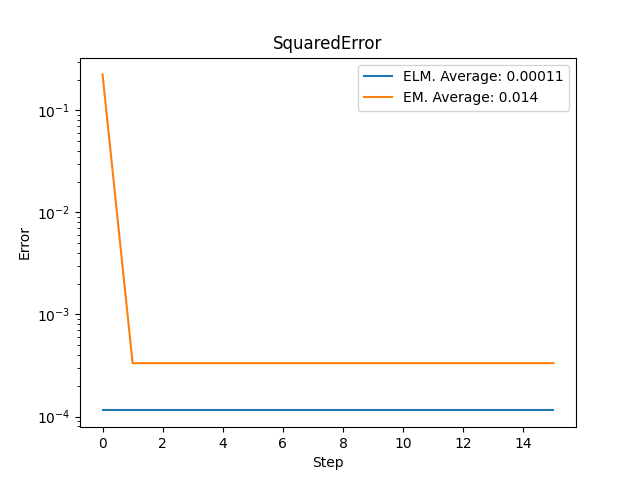 SquaredError
ELM. Average: 0.00011
EM. Average: 0.014
10⁻¹
10⁻²
10⁻³
10⁻⁴
Error
0 2 4 6 8 10 12 14
Step